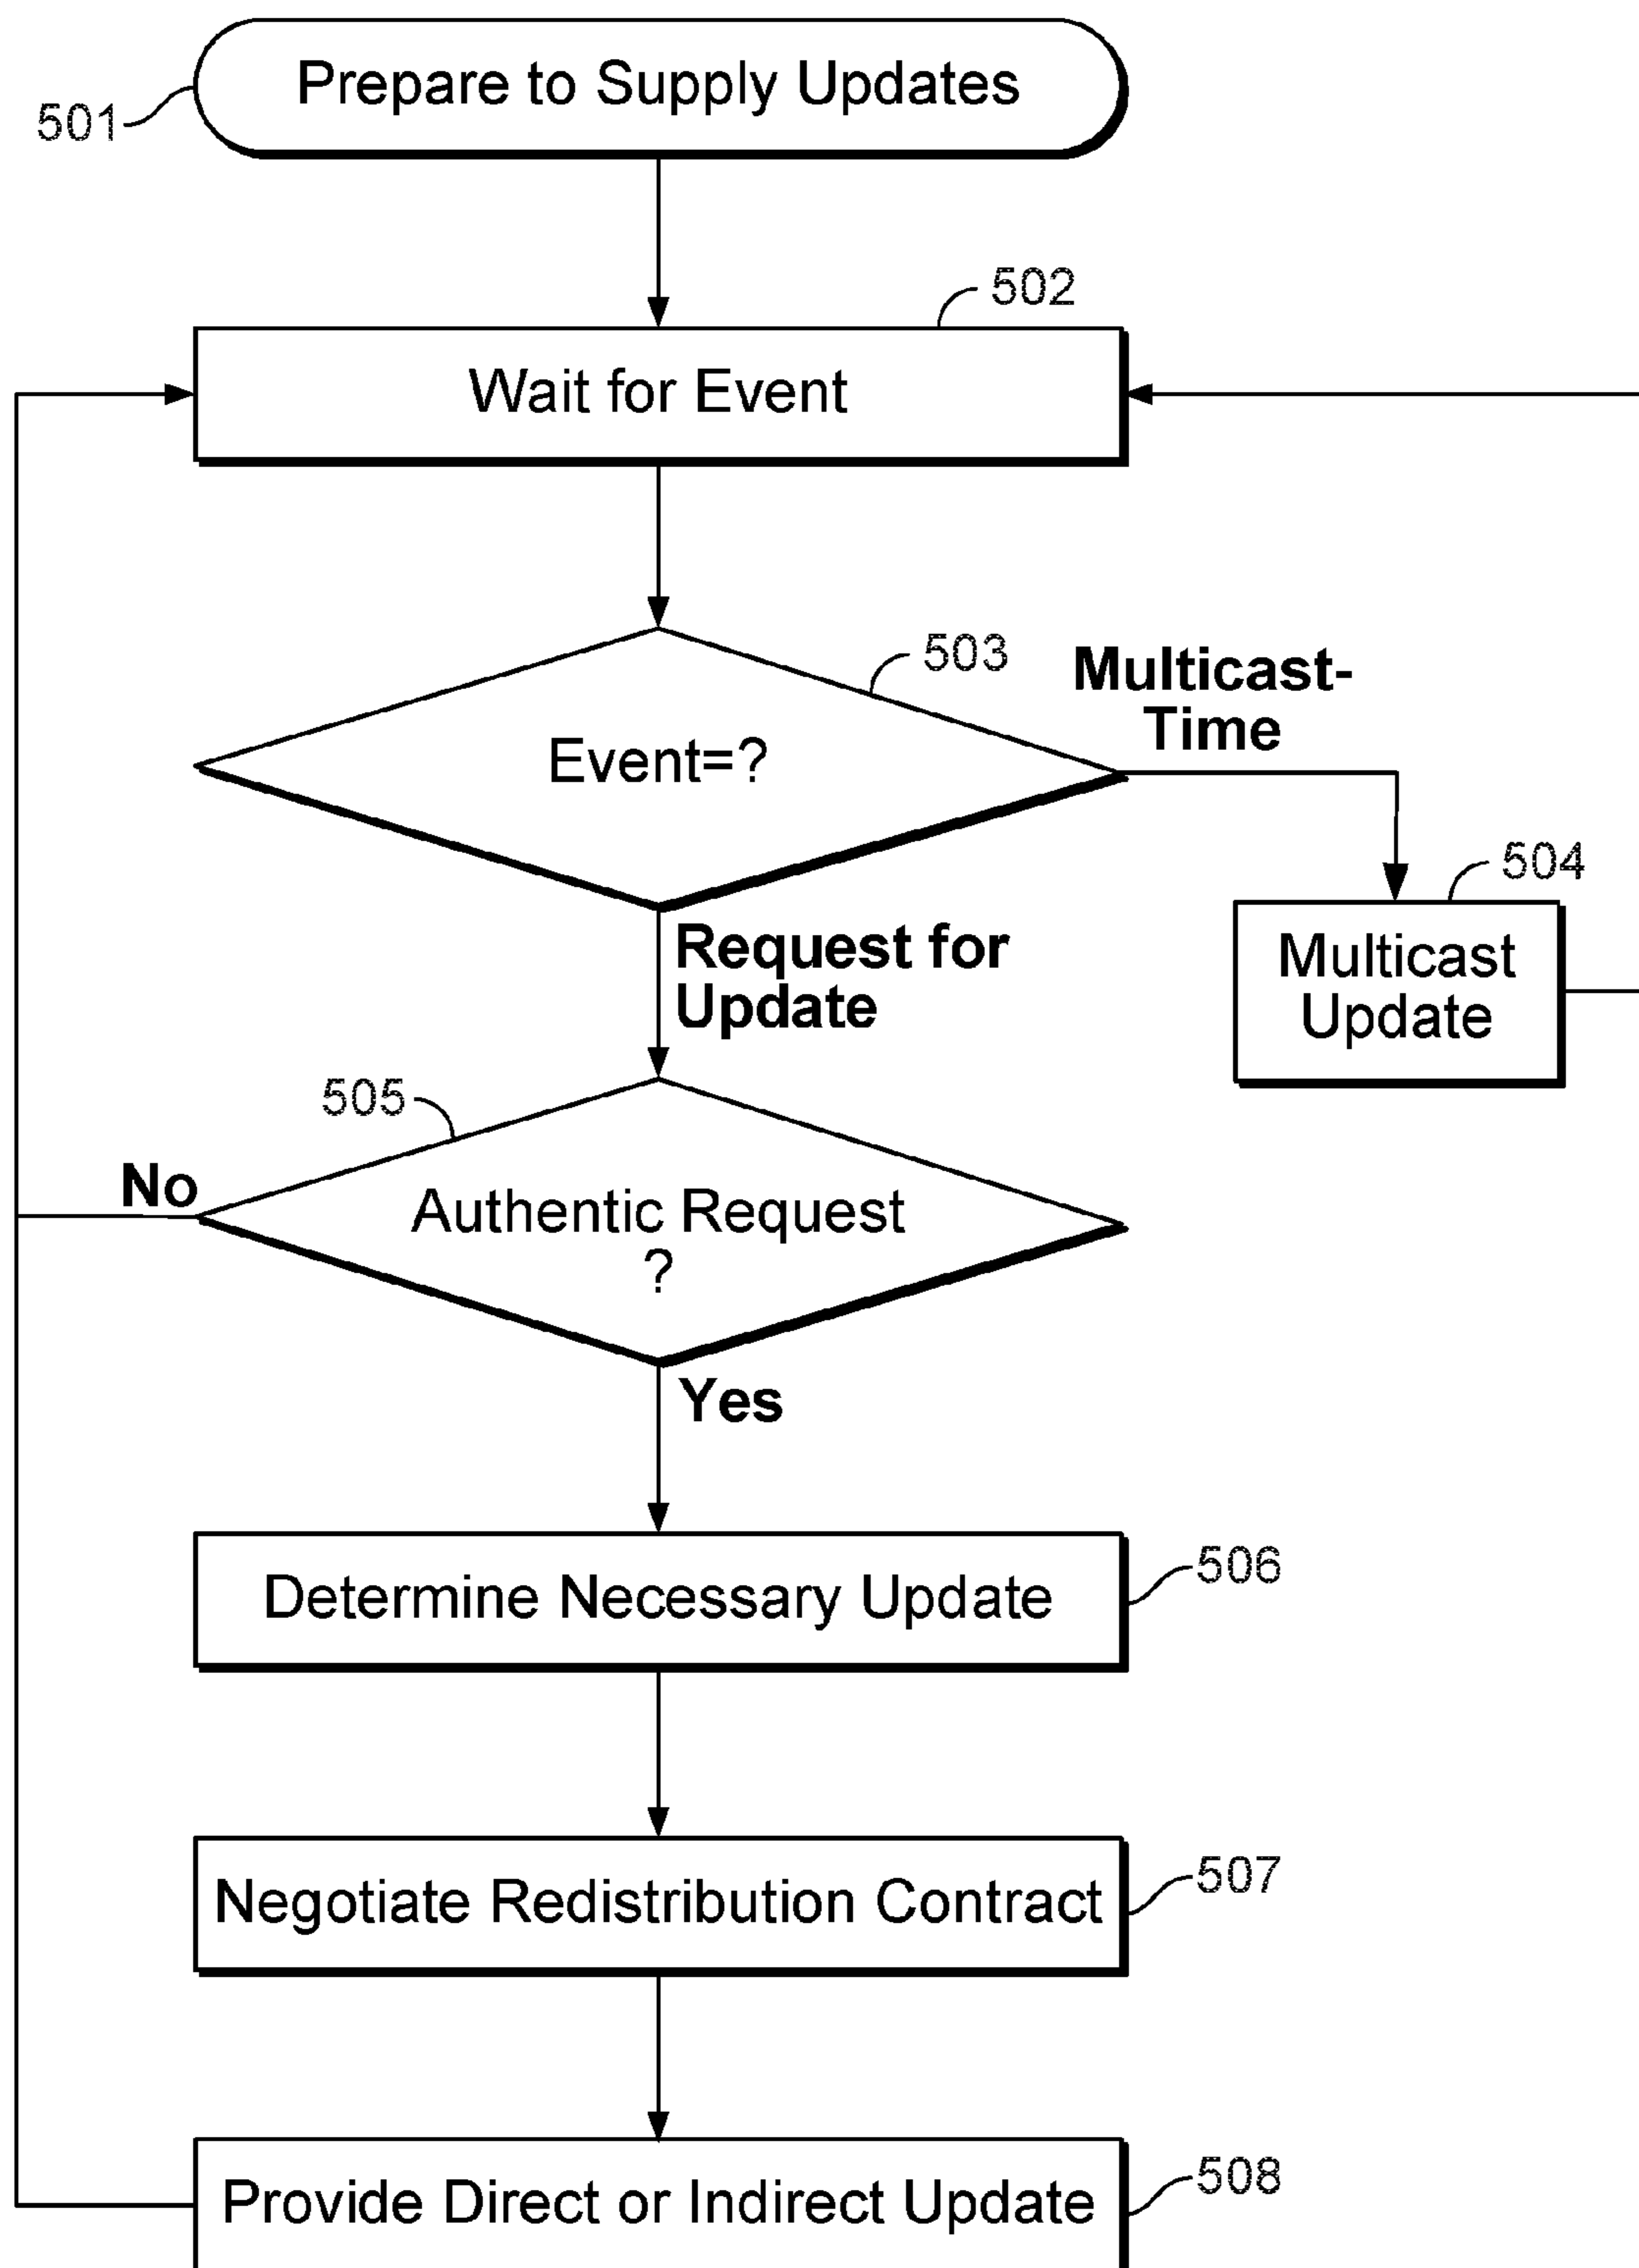 Prepare to Supply Updates
501
502
Wait for Event
503
Multicast-
Time
Event=?
504
Request for
Update
Multicast
Update
505
No
Authentic Request
?
Yes
506
Determine Necessary Update
507
Negotiate Redistribution Contract
508
Provide Direct or Indirect Update